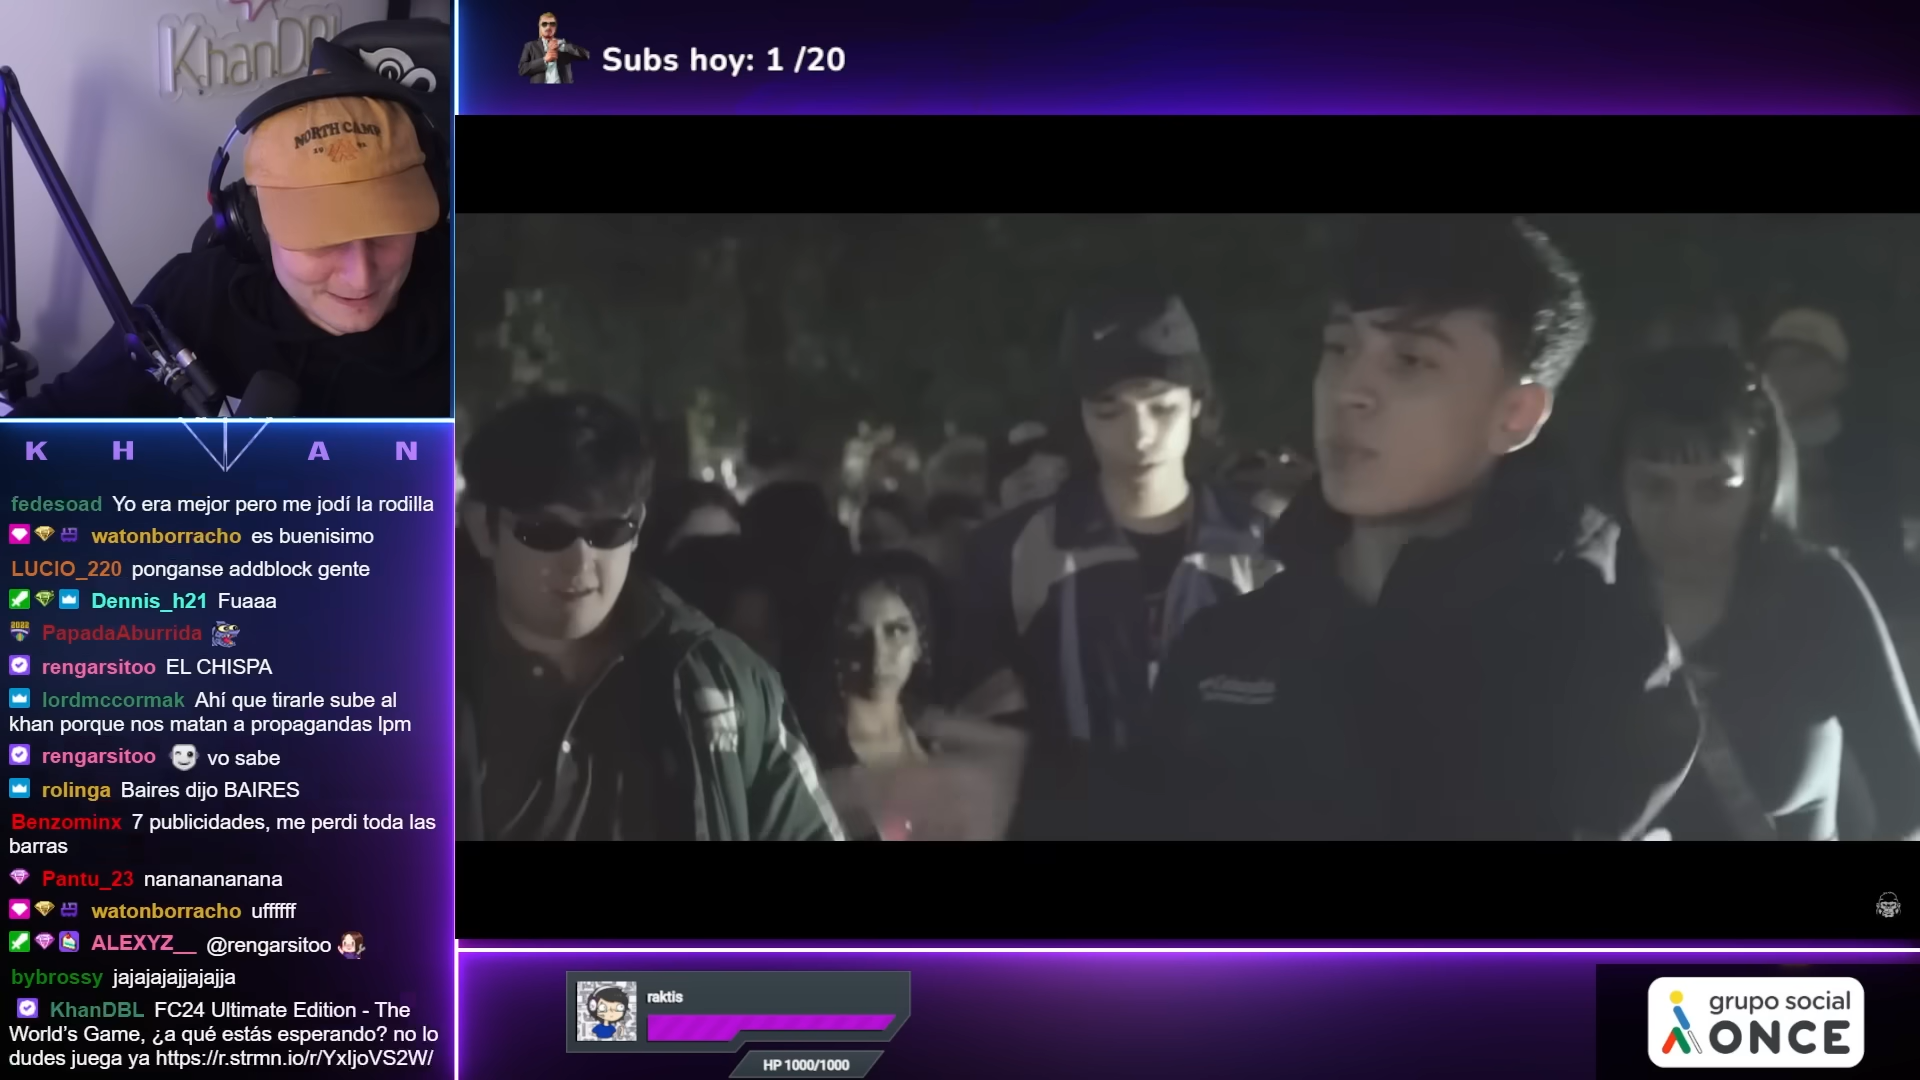 KhanDBL
NORTH CAMP
Subs hoy: 1 /20
K H A N
fedesoad Yo era mejor pero me jodí la rodilla
watonborracho es buenisimo
LUCIO_220 ponganse addblock gente
Dennis_h21 Fuaaa
PapadaAburrida
rengarsitoo EL CHISPA
lordmccormak Ahí que tirarle sube al
khan porque nos matan a propagandas lpm
rengarsitoo vo sabe
rolinga Baires dijo BAIRES
Benzominx 7 publicidades, me perdi toda las
barras
Pantu_23 nanananananana
watonborracho uffffff
ALEXYZ__ @rengarsitoo
bybrossy jajajajajjajajja
KhanDBL FC24 Ultimate Edition - The
World’s Game, ¿a qué estás esperando? no lo
dudes juega ya https://r.strmn.io/r/YxIjoVS2W/
raktis
HP 1000/1000
grupo social
ONCE